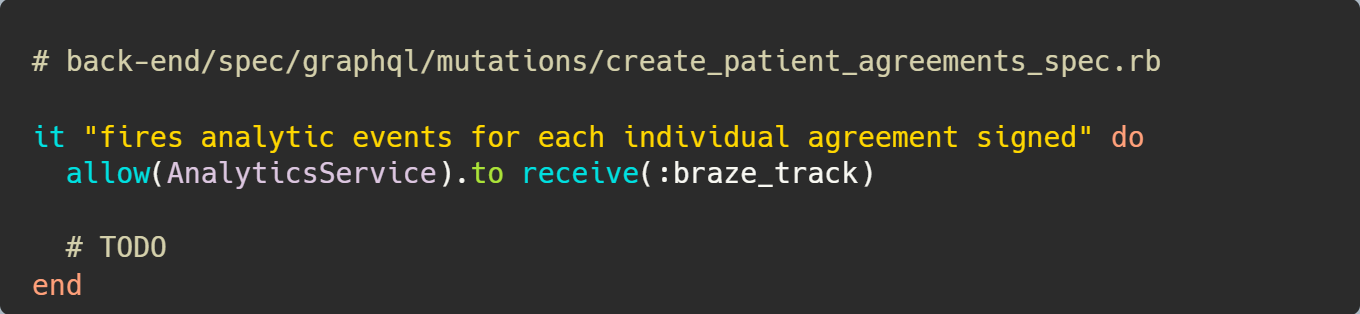 # back-end/spec/graphql/mutations/create_patient_agreements_spec.rb
it "fires analytic events for each individual agreement signed" do
allow(AnalyticsService).to receive(:braze_track)
# TODO
end